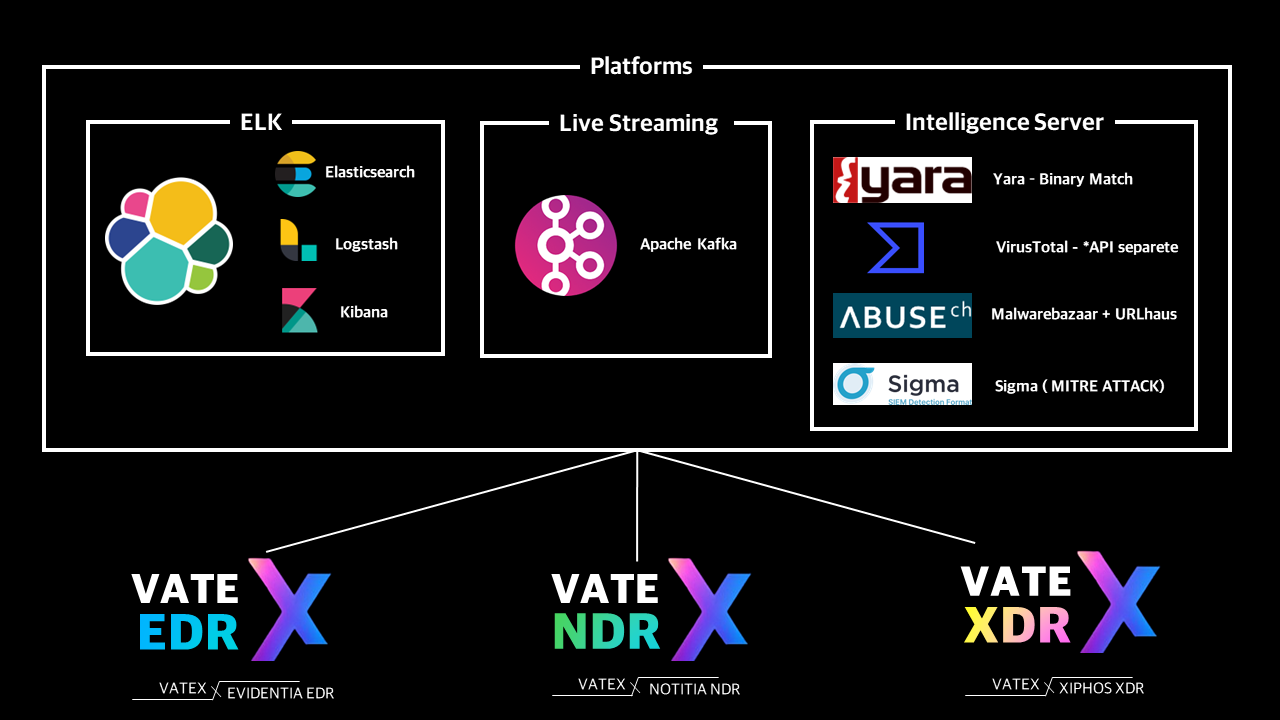 Platforms
ELK
Elasticsearch
Logstash
Kibana
Live Streaming
Apache Kafka
Intelligence Server
yara
Yara - Binary Match
VirusTotal - *API separete
ABUSE ch
Malwarebazaar + URLhaus
Sigma
SIEM Detection Format
Sigma ( MITRE ATTACK)
VATE X
EDR
VATEX EVIDENTIA EDR
VATE X
NDR
VATEX NOTITIA NDR
VATE X
XDR
VATEX XIPHOS XDR